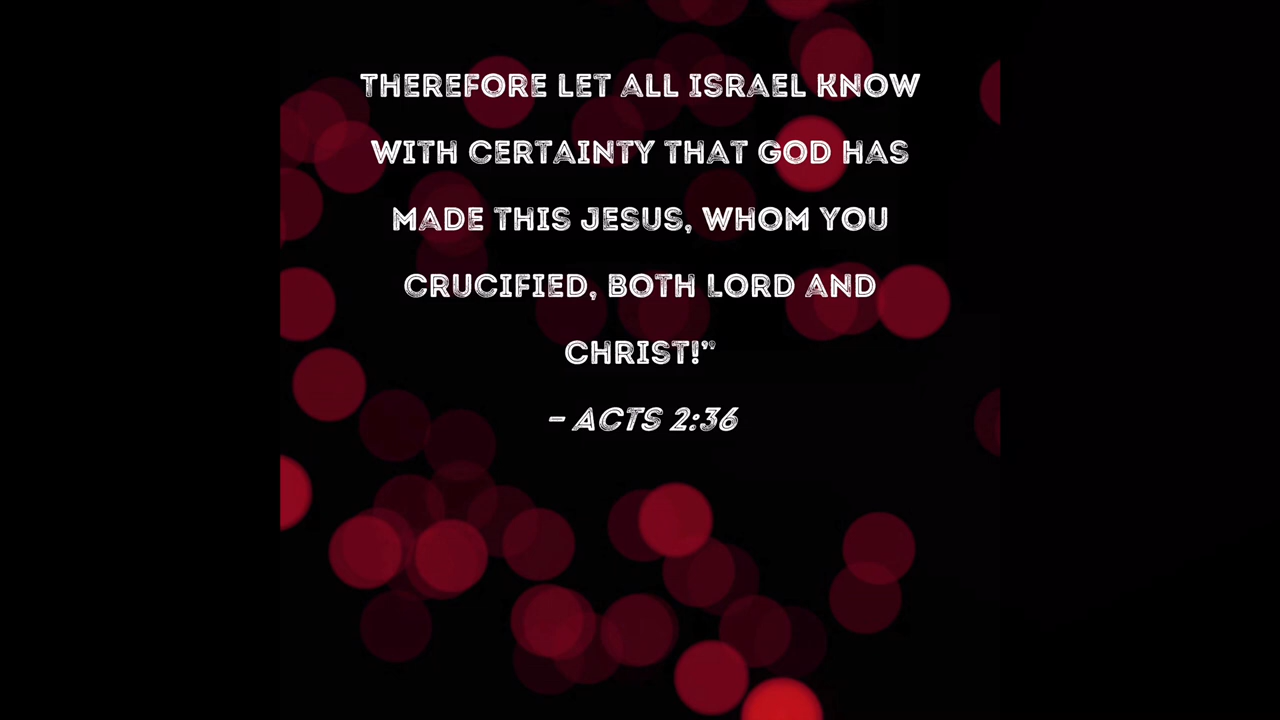 THEREFORE LET ALL ISRAEL KNOW
WITH CERTAINTY THAT GOD HAS
MADE THIS JESUS, WHOM YOU
CRUCIFIED, BOTH LORD AND
CHRIST!”
– ACTS 2:36